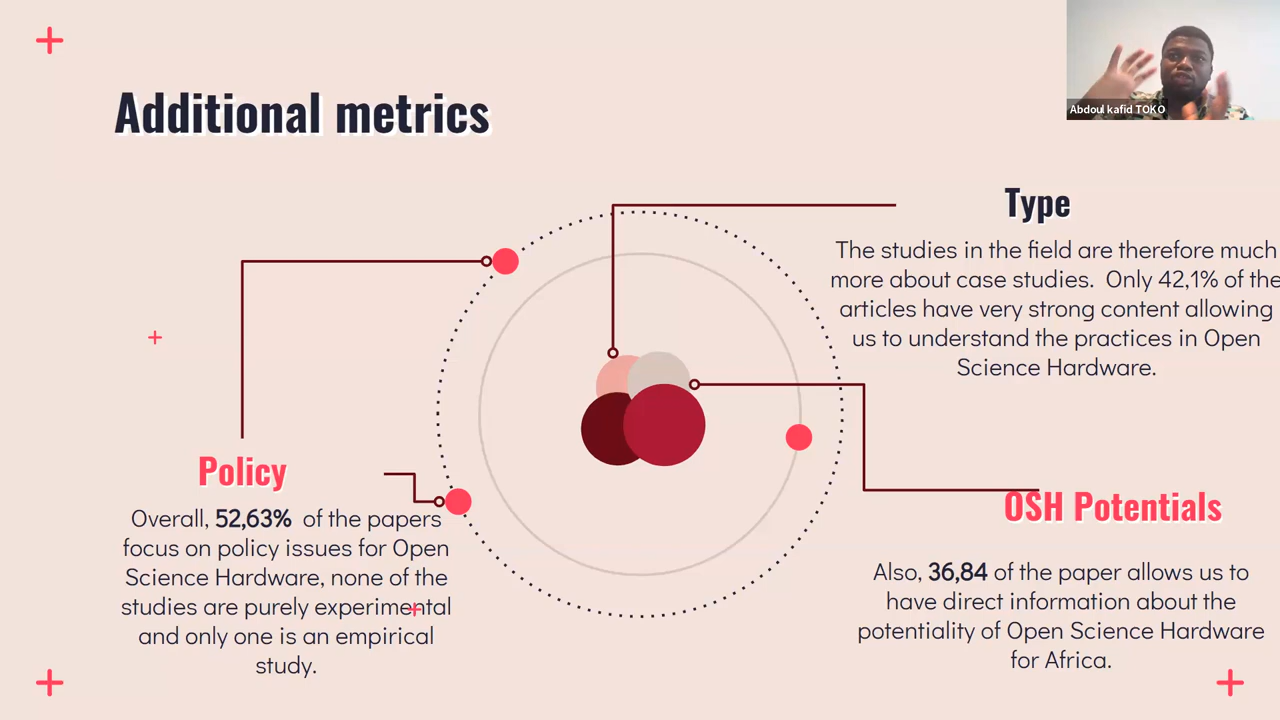 Additional metrics
Abdoul kafid TOKO
Type
The studies in the field are therefore much
more about case studies. Only 42,1% of the
articles have very strong content allowing
us to understand the practices in Open
Science Hardware.
Policy
Overall, 52,63% of the papers
focus on policy issues for Open
Science Hardware, none of the
studies are purely experimental
and only one is an empirical
study.
OSH Potentials
Also, 36,84 of the paper allows us to
have direct information about the
potentiality of Open Science Hardware
for Africa.